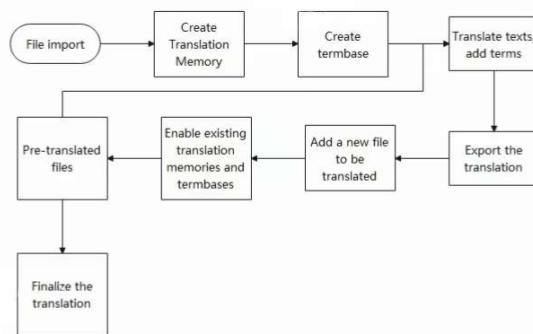 File import
Create
Translation
Memory
Create
termbase
Translate texts,
add terms
Export the
translation
Add a new file
to be
translated
Enable existing
translation
memories and
termbases
Pre-translated
files
Finalize the
translation